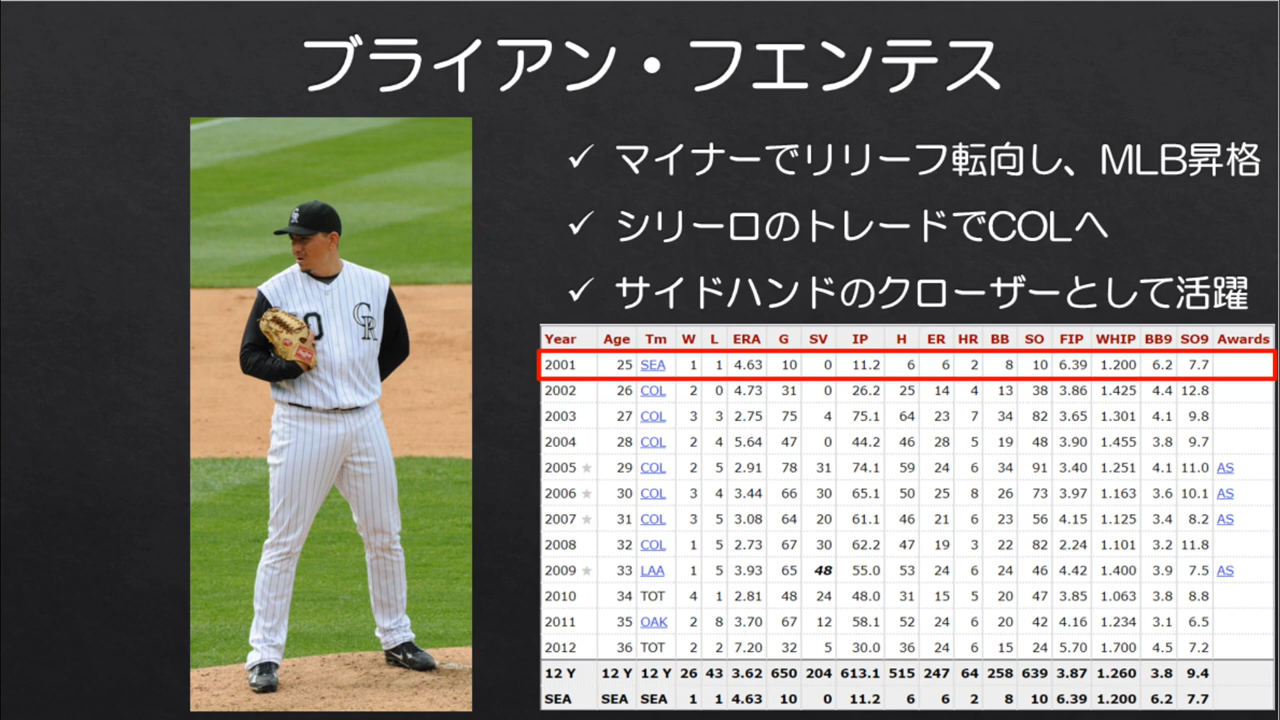 ブライアン・フエンテス
✓ マイナーでリリーフ転向し、MLB昇格
✓ シリーロのトレードでCOLへ
✓ サイドハンドのクローザーとして活躍
CR
Year Age Tm W L ERA G SV IP H ER HR BB SO FIP WHIP BB9 SO9 Awards
2001 25 SEA 1 1 4.63 10 0 11.2 6 6 2 8 10 6.39 1.200 6.2 7.7
2002 26 COL 2 0 4.73 31 0 26.2 25 14 4 13 38 3.86 1.425 4.4 12.8
2003 27 COL 3 3 2.75 75 4 75.1 64 23 7 34 82 3.65 1.301 4.1 9.8
2004 28 COL 2 4 5.64 47 0 44.2 46 28 5 19 48 3.90 1.455 3.8 9.7
2005 ★ 29 COL 2 5 2.91 78 31 74.1 59 24 6 34 91 3.40 1.251 4.1 11.0 AS
2006 ★ 30 COL 3 4 3.44 66 30 65.1 50 25 8 26 73 3.97 1.163 3.6 10.1 AS
2007 ★ 31 COL 3 5 3.08 64 20 61.1 46 21 6 23 56 4.15 1.125 3.4 8.2 AS
2008 32 COL 1 5 2.73 67 30 62.2 47 19 3 22 82 2.24 1.101 3.2 11.8
2009 ★ 33 LAA 1 5 3.93 65 48 55.0 53 24 6 24 46 4.42 1.400 3.9 7.5 AS
2010 34 TOT 4 1 2.81 48 24 48.0 31 15 5 20 47 3.85 1.063 3.8 8.8
2011 35 OAK 2 8 3.70 67 12 58.1 52 24 6 20 42 4.16 1.234 3.1 6.5
2012 36 TOT 2 2 7.20 32 5 30.0 36 24 6 15 24 5.70 1.700 4.5 7.2
12 Y 12 Y 12 Y 26 43 3.62 650 204 613.1 515 247 64 258 639 3.87 1.260 3.8 9.4
SEA SEA SEA 1 1 4.63 10 0 11.2 6 6 2 8 10 6.39 1.200 6.2 7.7